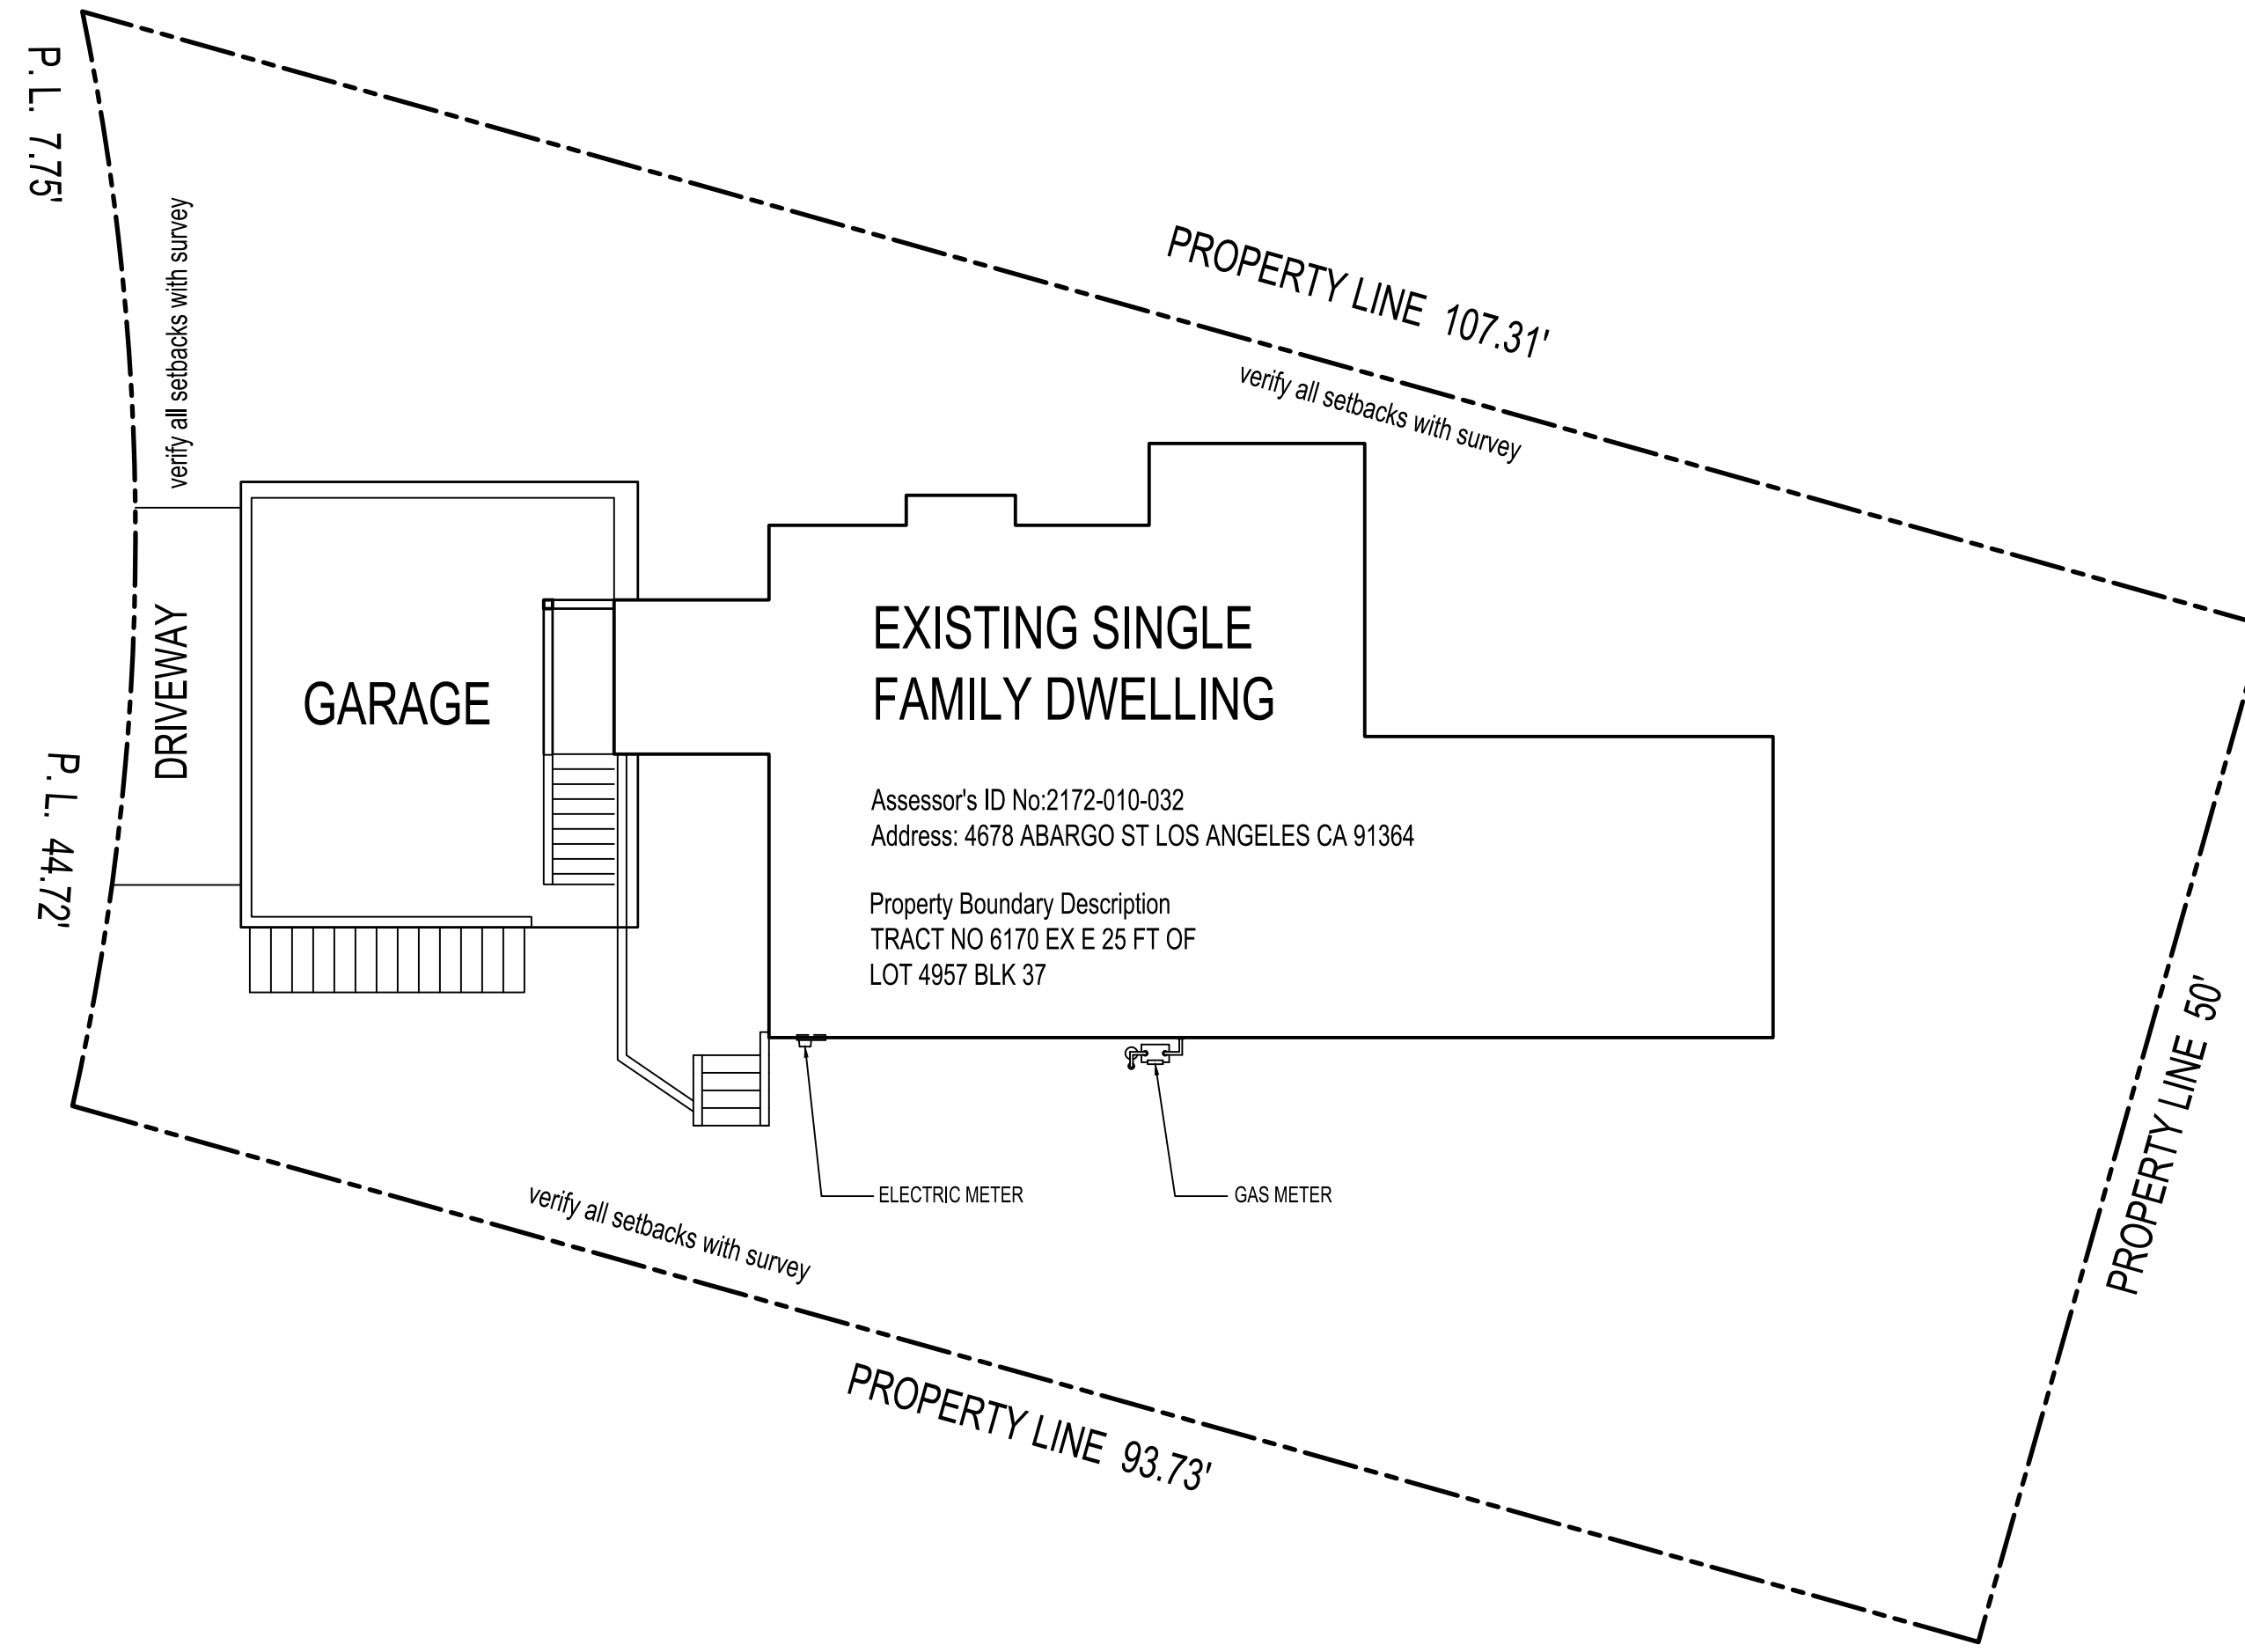 P. L. 7.75'
verify all setbacks with survey
PROPERTY LINE 107.31'
verify all setbacks with survey
DRIVEWAY
GARAGE
EXISTING SINGLE
FAMILY DWELLING
P. L. 44.72'
Assessor's ID No:2172-010-032
Address: 4678 ABARGO ST LOS ANGELES CA 91364
Property Boundary Description
TRACT NO 6170 EX E 25 FT OF
LOT 4957 BLK 37
PROPERTY LINE 50'
ELECTRIC METER
GAS METER
verify all setbacks with survey
PROPERTY LINE 93.73'